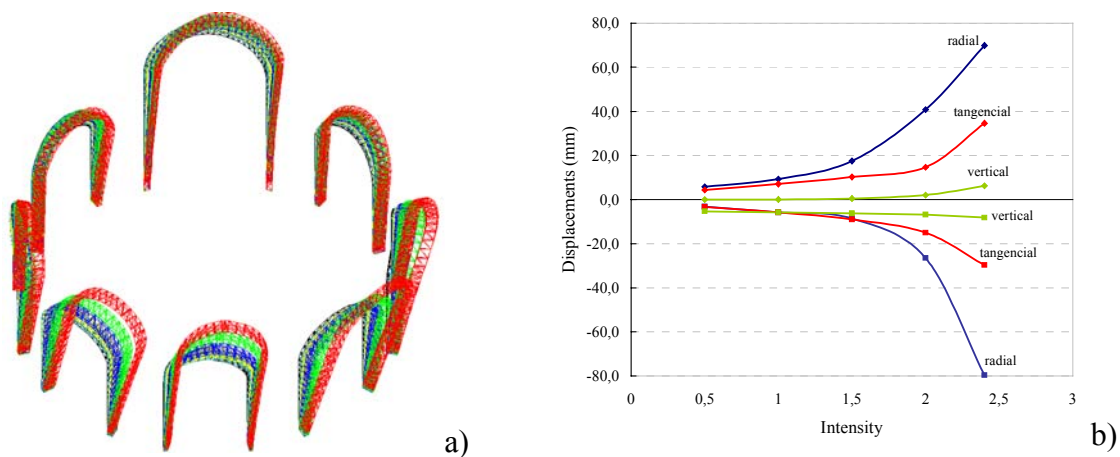 a)
Displacements (mm)
80,0
60,0
40,0
20,0
0,0
-20,0
-40,0
-60,0
-80,0
radial
tangencial
vertical
vertical
tangencial
radial
0
0,5
1
1,5
2
2,5
3
Intensity
b)